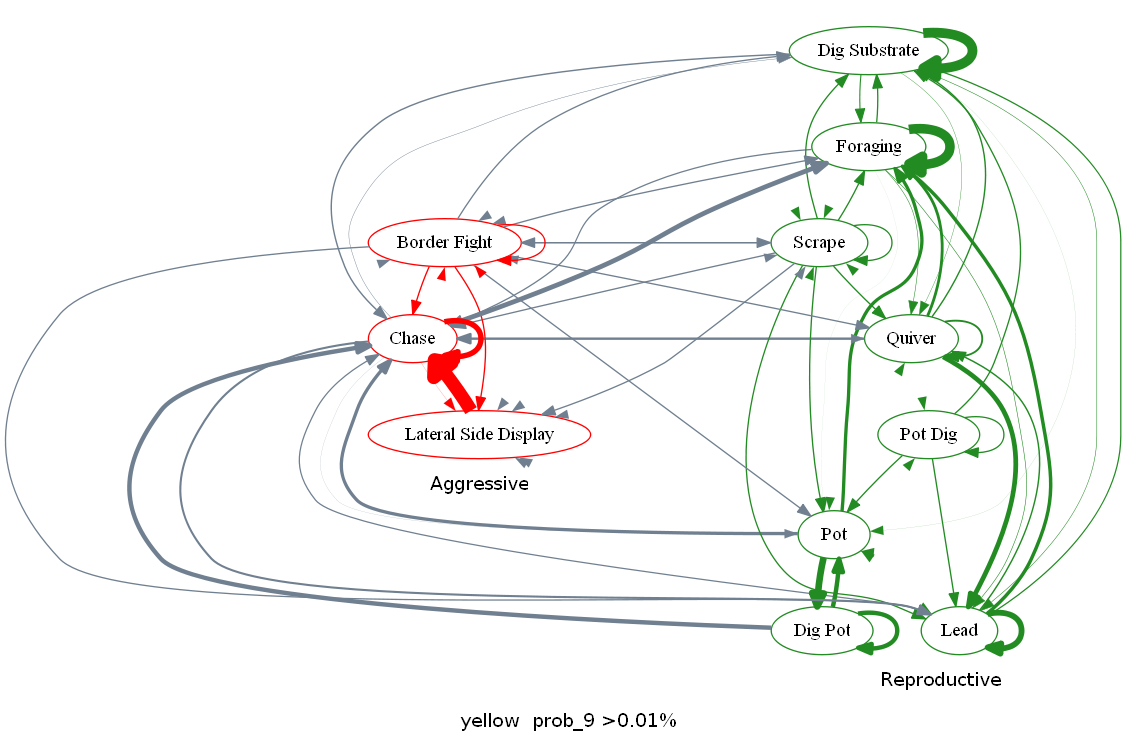 Dig Substrate
Foraging
Border Fight
Scrape
Chase
Quiver
Lateral Side Display
Pot Dig
Aggressive
Pot
Dig Pot
Lead
Reproductive
yellow prob_9 >0.01%